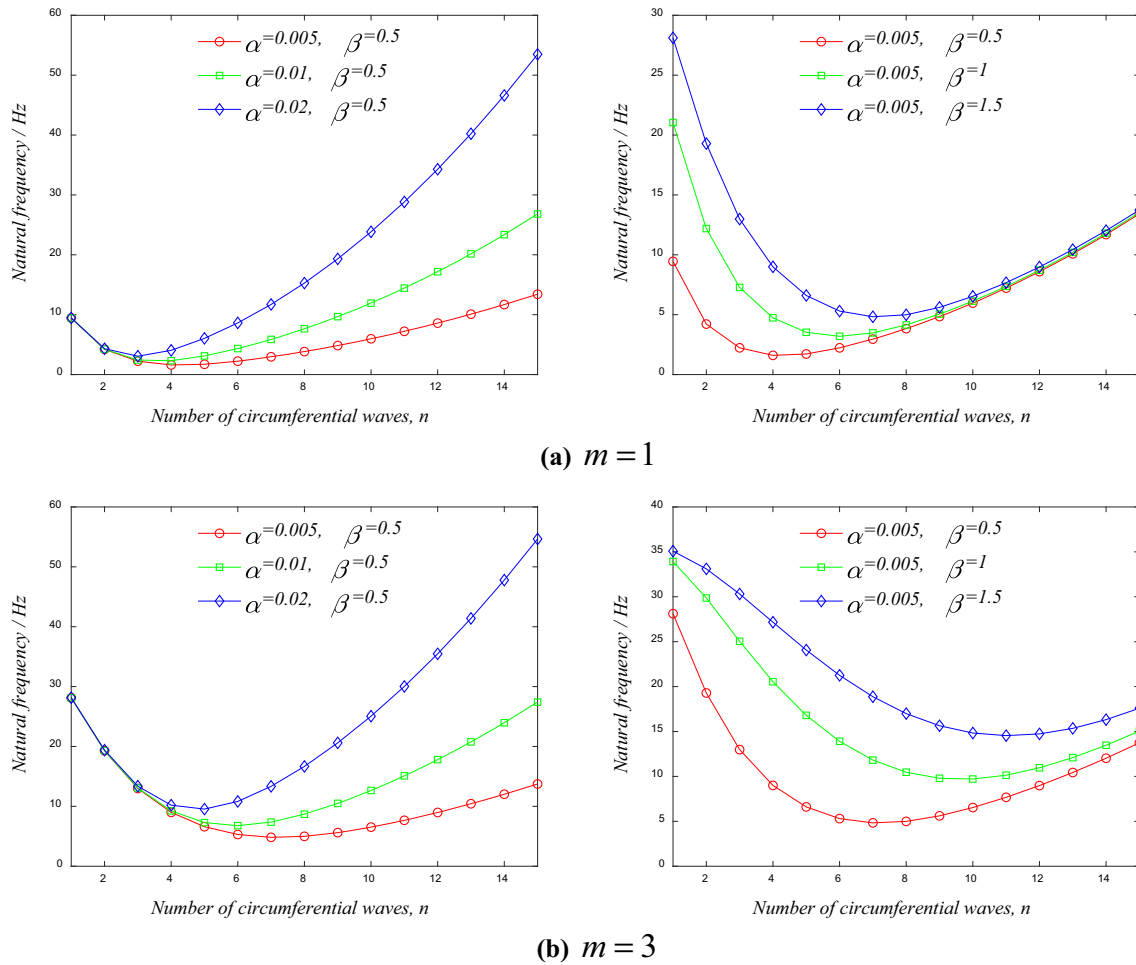 60
50
40
30
20
10
0
Natural frequency / Hz
α=0.005, β=0.5
α=0.01, β=0.5
α=0.02, β=0.5
2 4 6 8 10 12 14
Number of circumferential waves, n
30
25
20
15
10
5
0
Natural frequency / Hz
α=0.005, β=0.5
α=0.005, β=1
α=0.005, β=1.5
2 4 6 8 10 12 14
Number of circumferential waves, n
(a) m = 1
60
50
40
30
20
10
0
Natural frequency / Hz
α=0.005, β=0.5
α=0.01, β=0.5
α=0.02, β=0.5
2 4 6 8 10 12 14
Number of circumferential waves, n
40
35
30
25
20
15
10
5
0
Natural frequency / Hz
α=0.005, β=0.5
α=0.005, β=1
α=0.005, β=1.5
2 4 6 8 10 12 14
Number of circumferential waves, n
(b) m = 3